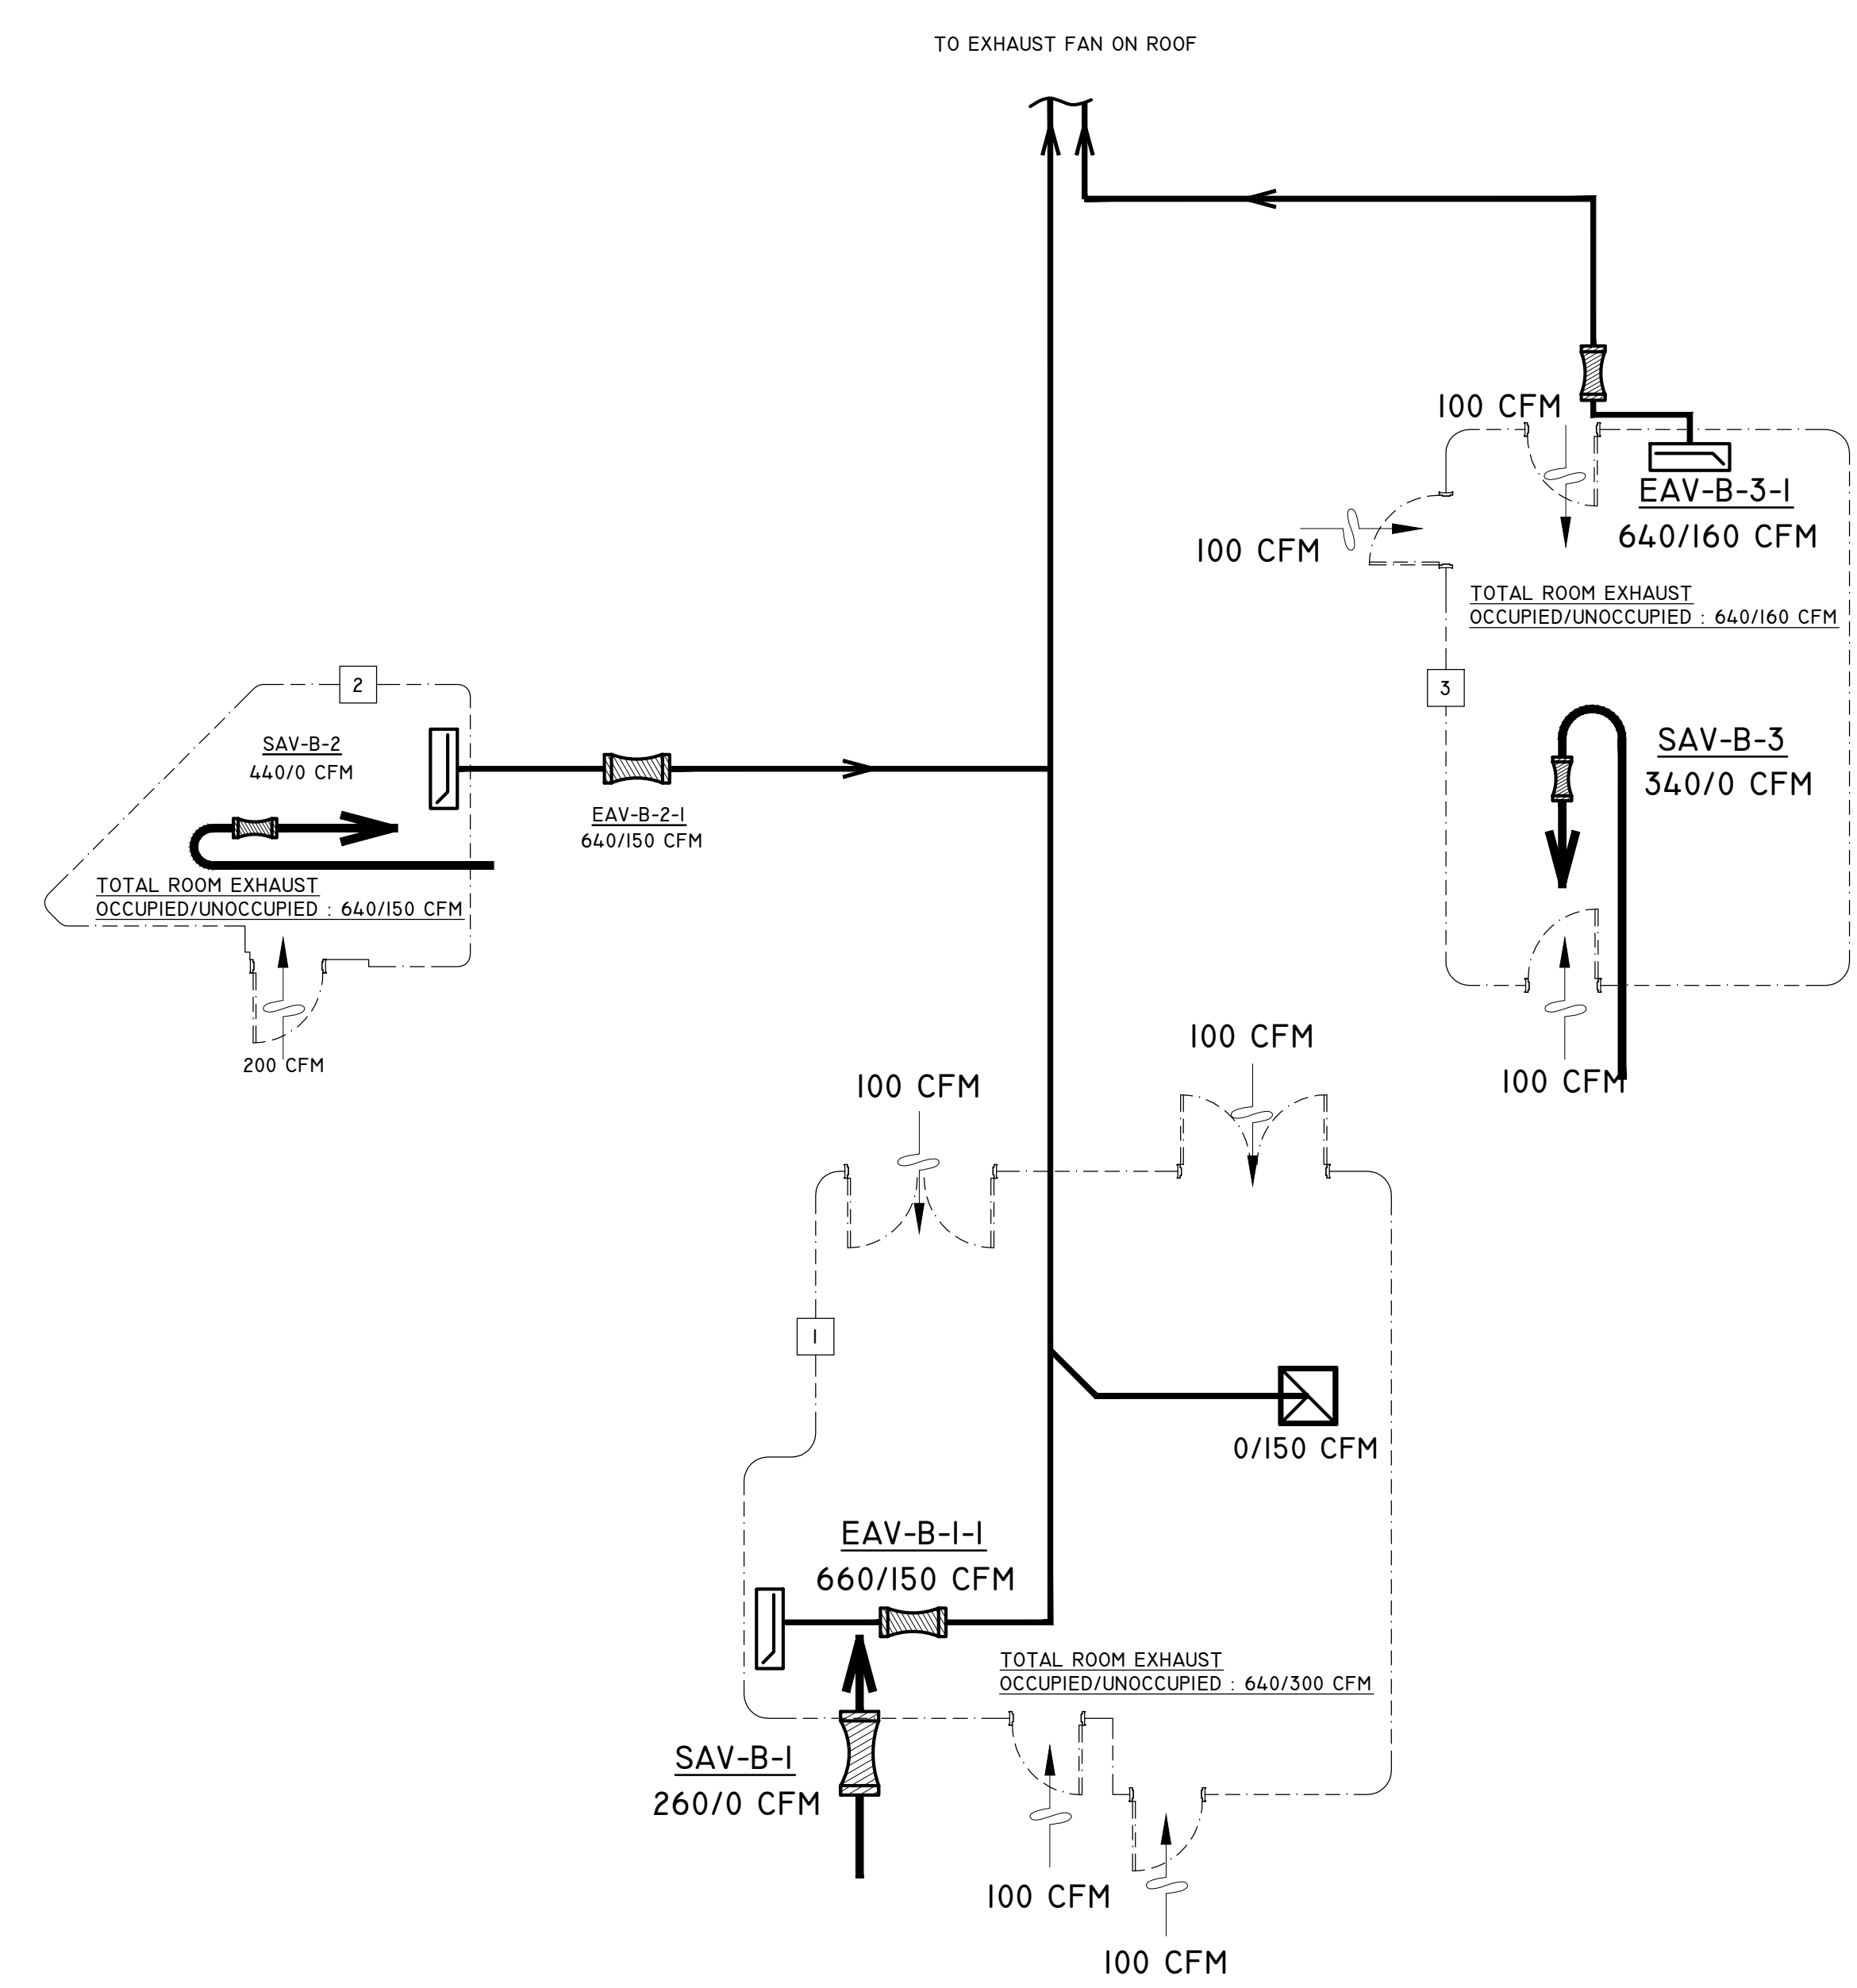 TO EXHAUST FAN ON ROOF
100 CFM
EAV-B-3-1
640/160 CFM
100 CFM
TOTAL ROOM EXHAUST
OCCUPIED/UNOCCUPIED : 640/160 CFM
2
3
SAV-B-2
440/0 CFM
SAV-B-3
340/0 CFM
EAV-B-2-1
640/150 CFM
TOTAL ROOM EXHAUST
OCCUPIED/UNOCCUPIED : 640/150 CFM
200 CFM
100 CFM
100 CFM
100 CFM
1
0/150 CFM
EAV-B-1-1
660/150 CFM
TOTAL ROOM EXHAUST
OCCUPIED/UNOCCUPIED : 640/300 CFM
SAV-B-1
260/0 CFM
100 CFM
100 CFM